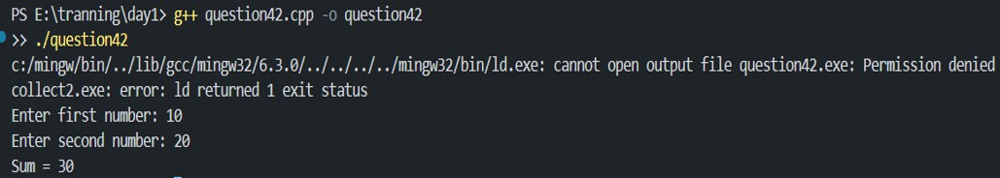 PS E:\tranning\day1> g++ question42.cpp -o question42
>> ./question42
c:/mingw/bin/../lib/gcc/mingw32/6.3.0/../../../../mingw32/bin/ld.exe: cannot open output file question42.exe: Permission denied
collect2.exe: error: ld returned 1 exit status
Enter first number: 10
Enter second number: 20
Sum = 30